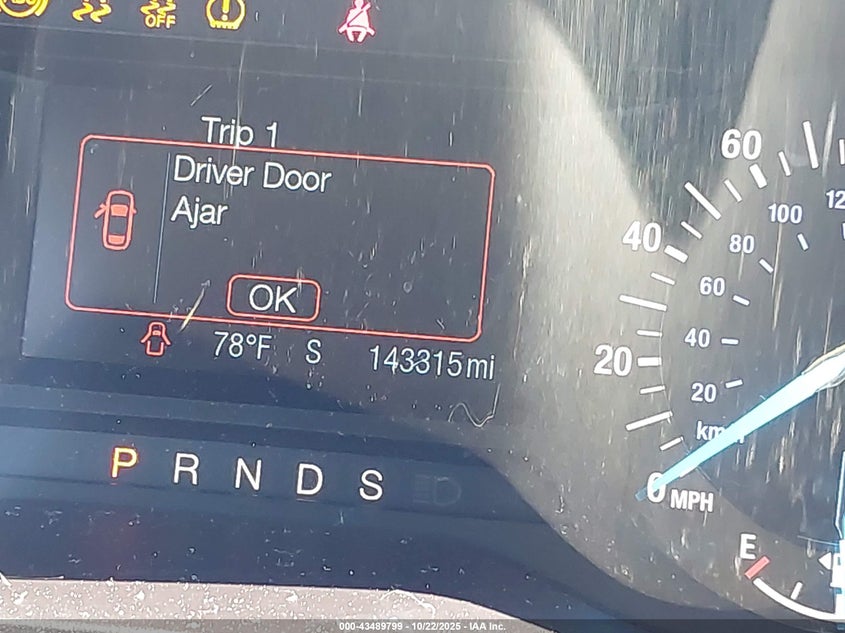 OFF
Trip 1
Driver Door
Ajar
OK
78°F S 143315mi
P R N D S
60
40
20
0 MPH
100
80
60
40
20
E
000-43489799 - 10/22/2025 - IAA Inc.